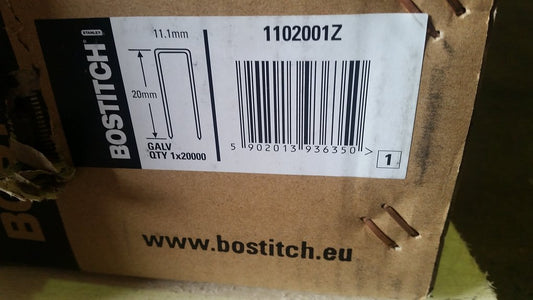 STANLEY
BOSTITCH
11.1mm
20mm
GALV
QTY 1x20000
1102001Z
5 902013 936350 >
1
www.bostitch.eu